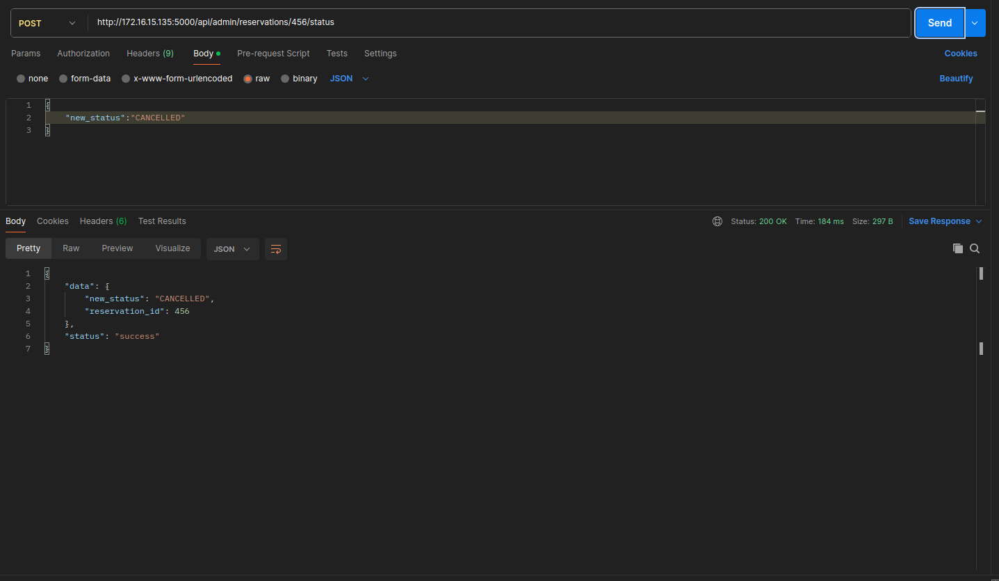 POST http://172.16.15.135:5000/api/admin/reservations/456/status Send
Params Authorization Headers (9) Body Pre-request Script Tests Settings Cookies
none form-data x-www-form-urlencoded raw binary JSON Beautify
1 {
2 "new_status":"CANCELLED"
3 }
Body Cookies Headers (6) Test Results Status: 200 OK Time: 184 ms Size: 297 B Save Response
Pretty Raw Preview Visualize JSON
1 {
2 "data": {
3 "new_status": "CANCELLED",
4 "reservation_id": 456
5 },
6 "status": "success"
7 }